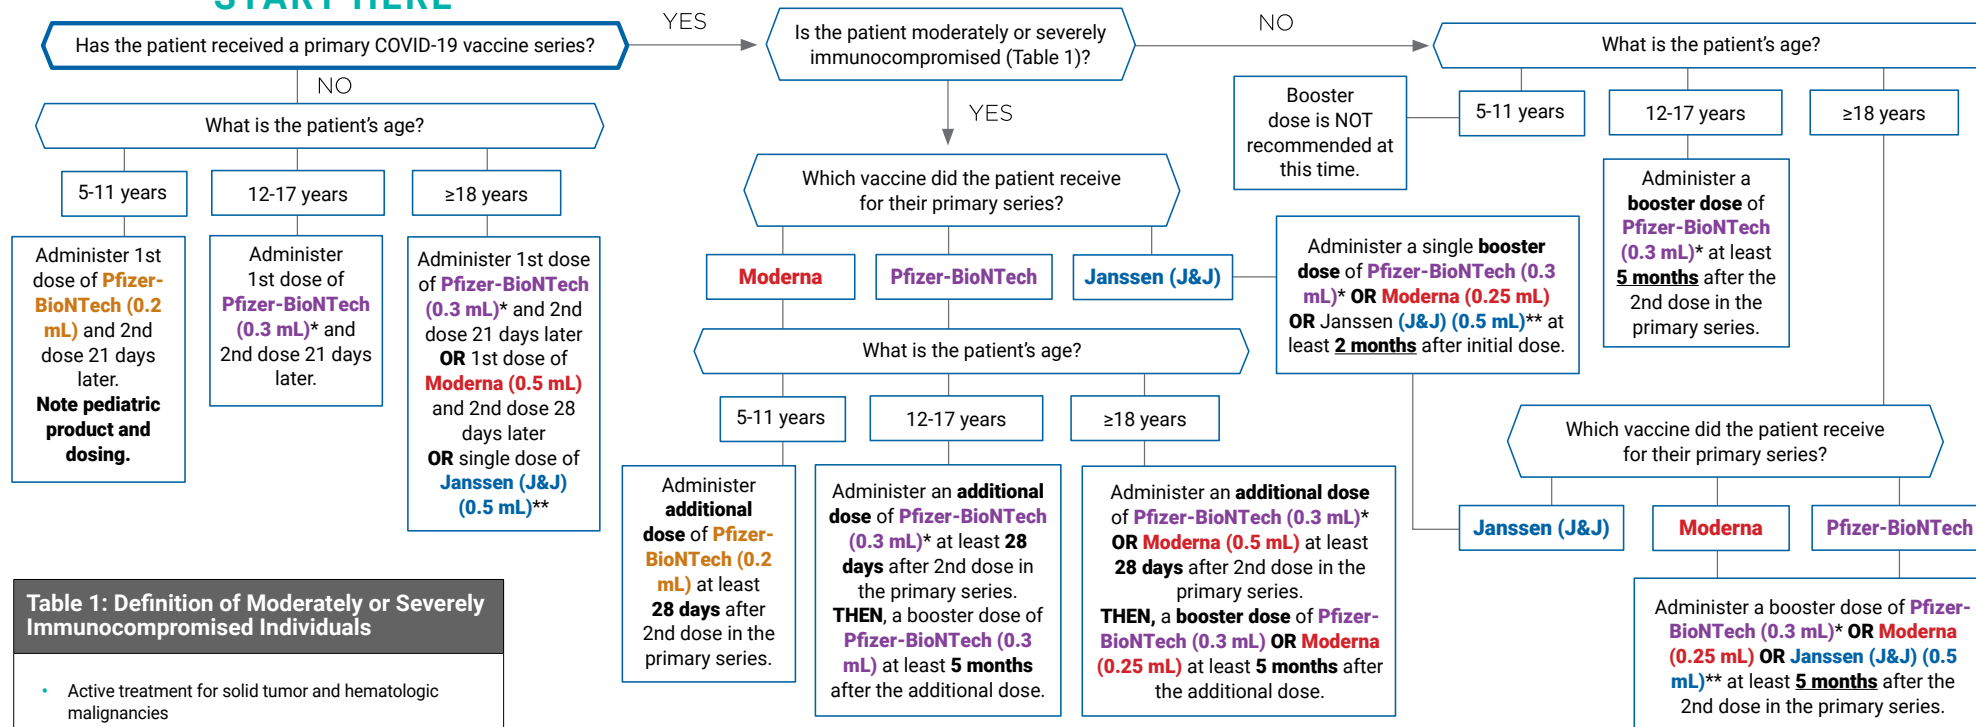 START HERE
Has the patient received a primary COVID-19 vaccine series?
YES
Is the patient moderately or severely
immunocompromised (Table 1)?
NO
What is the patient's age?
NO
What is the patient's age?
5-11 years
12-17 years
≥18 years
Administer 1st
dose of Pfizer-
BioNTech (0.2
mL) and 2nd
dose 21 days
later.
Note pediatric
product and
dosing.
Administer
1st dose of
Pfizer-BioNTech
(0.3 mL)* and
2nd dose 21 days
later.
Administer 1st dose
of Pfizer-BioNTech
(0.3 mL)* and 2nd
dose 21 days later
OR 1st dose of
Moderna (0.5 mL)
and 2nd dose 28
days later
OR single dose of
Janssen (J&J)
(0.5 mL)**
YES
Which vaccine did the patient receive
for their primary series?
Moderna
Pfizer-BioNTech
Janssen (J&J)
What is the patient's age?
5-11 years
12-17 years
≥18 years
Administer
additional
dose of Pfizer-
BioNTech (0.2
mL) at least
28 days after
2nd dose in the
primary series.
Administer an additional
dose of Pfizer-BioNTech
(0.3 mL)* at least 28
days after 2nd dose in
the primary series.
THEN, a booster dose of
Pfizer-BioNTech (0.3
mL) at least 5 months
after the additional dose.
Administer an additional dose
of Pfizer-BioNTech (0.3 mL)*
OR Moderna (0.5 mL) at least
28 days after 2nd dose in the
primary series.
THEN, a booster dose of Pfizer-
BioNTech (0.3 mL) OR Moderna
(0.25 mL) at least 5 months after
the additional dose.
Administer a single booster
dose of Pfizer-BioNTech (0.3
mL)* OR Moderna (0.25 mL)
OR Janssen (J&J) (0.5 mL)** at
least 2 months after initial dose.
Booster
dose is NOT
recommended at
this time.
5-11 years
12-17 years
≥18 years
Administer a
booster dose of
Pfizer-BioNTech
(0.3 mL)* at least
5 months after the
2nd dose in the
primary series.
Which vaccine did the patient receive
for their primary series?
Janssen (J&J)
Moderna
Pfizer-BioNTech
Administer a booster dose of Pfizer-
BioNTech (0.3 mL)* OR Moderna
(0.25 mL) OR Janssen (J&J) (0.5
mL)** at least 5 months after the
2nd dose in the primary series.
Table 1: Definition of Moderately or Severely
Immunocompromised Individuals
• Active treatment for solid tumor and hematologic
malignancies